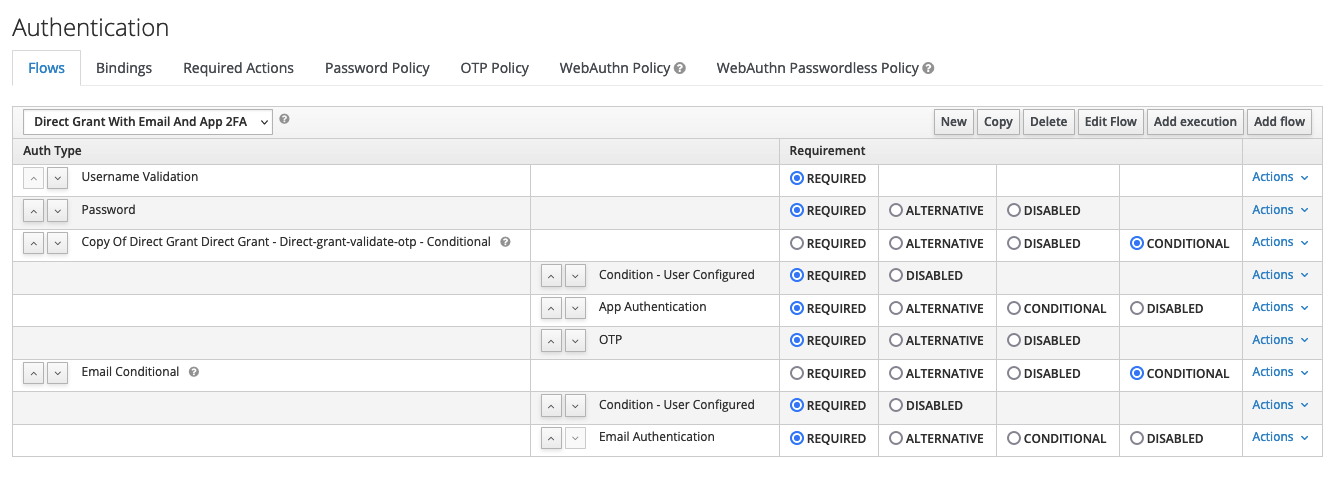 Authentication
Flows Bindings Required Actions Password Policy OTP Policy WebAuthn Policy ? WebAuthn Passwordless Policy ?
Direct Grant With Email And App 2FA ? New Copy Delete Edit Flow Add execution Add flow
Auth Type Requirement
Username Validation REQUIRED Actions
Password REQUIRED ALTERNATIVE DISABLED Actions
Copy Of Direct Grant Direct Grant - Direct-grant-validate-otp - Conditional ? REQUIRED ALTERNATIVE DISABLED CONDITIONAL Actions
Condition - User Configured REQUIRED DISABLED Actions
App Authentication REQUIRED ALTERNATIVE CONDITIONAL DISABLED Actions
OTP REQUIRED ALTERNATIVE DISABLED Actions
Email Conditional ? REQUIRED ALTERNATIVE DISABLED CONDITIONAL Actions
Condition - User Configured REQUIRED DISABLED Actions
Email Authentication REQUIRED ALTERNATIVE CONDITIONAL DISABLED Actions